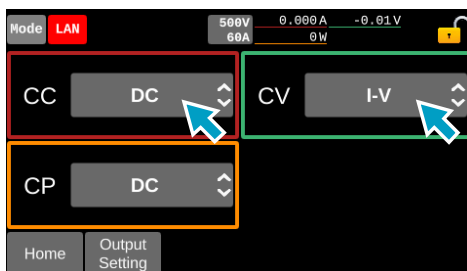 Mode LAN 500V 0.000A -0.01V
60A 0W
CC DC CV I-V
CP DC
Home Output
Setting